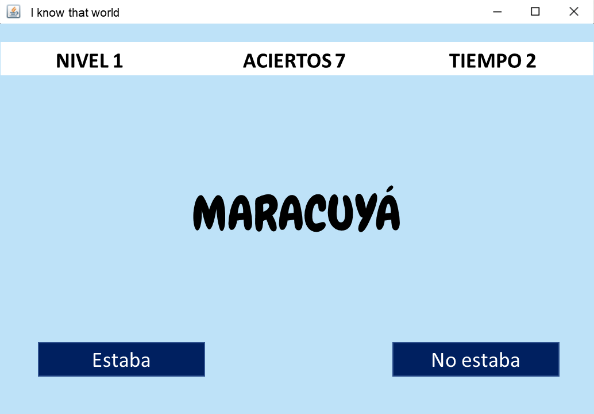 I know that world
NIVEL 1 ACIERTOS 7 TIEMPO 2
MARACUYÁ
Estaba No estaba